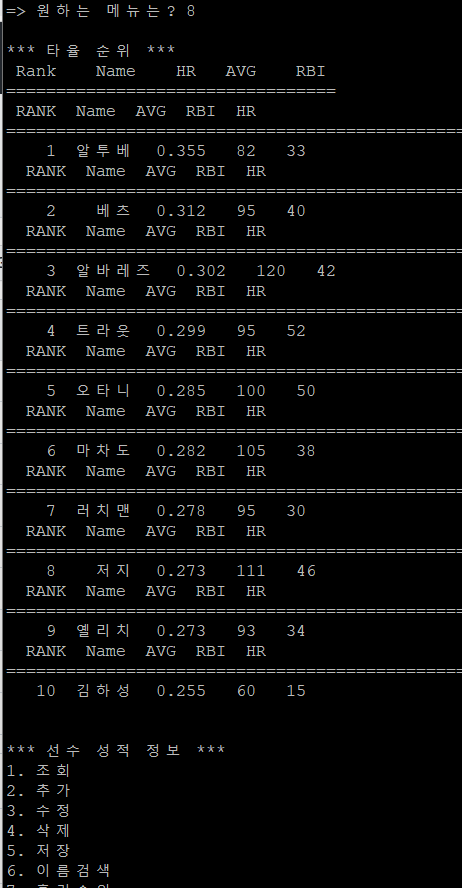 => 원하는 메뉴는? 8
*** 타율 순위 ***
Rank Name HR AVG RBI
=================================
RANK Name AVG RBI HR
==============================================
1 알투베 0.355 82 33
RANK Name AVG RBI HR
==============================================
2 베츠 0.312 95 40
RANK Name AVG RBI HR
==============================================
3 알바레즈 0.302 120 42
RANK Name AVG RBI HR
==============================================
4 트라웃 0.299 95 52
RANK Name AVG RBI HR
==============================================
5 오타니 0.285 100 50
RANK Name AVG RBI HR
==============================================
6 마차도 0.282 105 38
RANK Name AVG RBI HR
==============================================
7 러치맨 0.278 95 30
RANK Name AVG RBI HR
==============================================
8 저지 0.273 111 46
RANK Name AVG RBI HR
==============================================
9 옐리치 0.273 93 34
RANK Name AVG RBI HR
==============================================
10 김하성 0.255 60 15
*** 선수 성적 정보 ***
1. 조회
2. 추가
3. 수정
4. 삭제
5. 저장
6. 이름검색